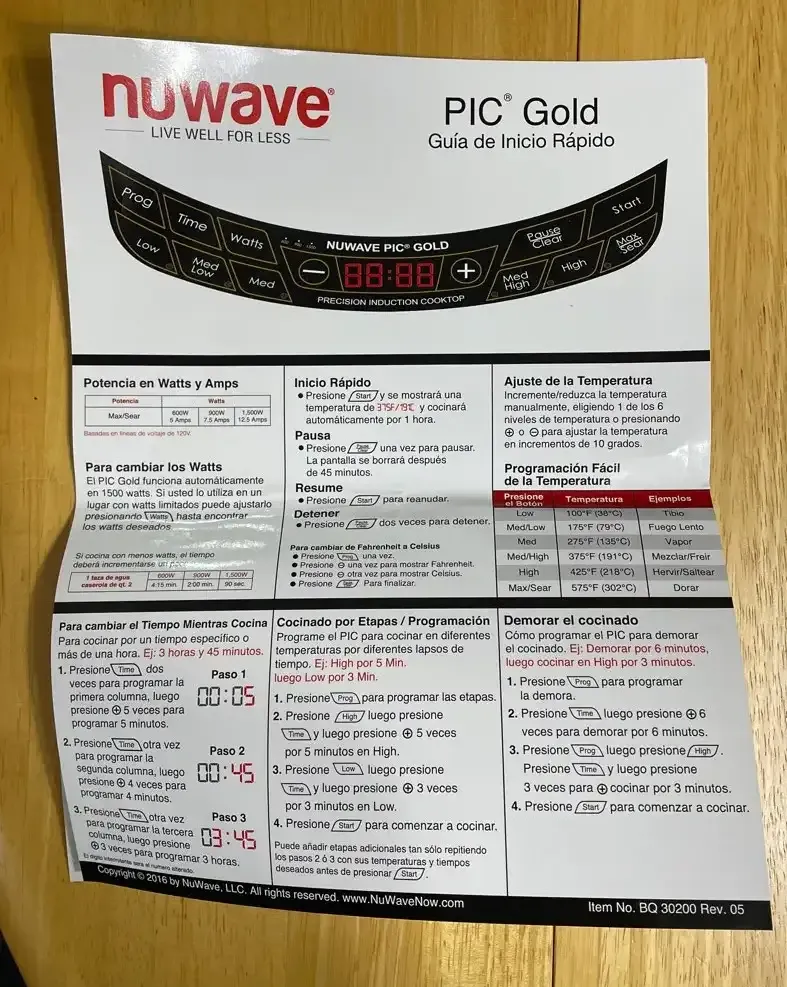 nuwave®
LIVE WELL FOR LESS
PIC® Gold
Guía de Inicio Rápido
Prog
Time
Watts
NUWAVE PIC® GOLD
Pause
Clear
Start
Low
Med
Low
Med
−
88:88
+
Med
High
High
Max
Sear
PRECISION INDUCTION COOKTOP
Potencia en Watts y Amps
Potencia Watts
Max/Sear 600W 900W 1,500W
5 Amps 7.5 Amps 12.5 Amps
Basadas en líneas de voltaje de 120V.
Para cambiar los Watts
El PIC Gold funciona automáticamente
en 1500 watts. Si usted lo utiliza en un
lugar con watts limitados puede ajustarlo
presionando Watts hasta encontrar
los watts deseados.
Si cocina con menos watts, el tiempo
deberá incrementarse un poco.
1 taza de agua 600W 900W 1,500W
caserola de qt. 2 4:15 min. 2:00 min. 90 sec.
Inicio Rápido
● Presione Start y se mostrará una
temperatura de y cocinará
automáticamente por 1 hora.
Pausa
● Presione Pause Clear una vez para pausar.
La pantalla se borrará después
de 45 minutos.
Resume
● Presione Start para reanudar.
Detener
● Presione Pause Clear dos veces para detener.
Para cambiar de Fahrenheit a Celsius
● Presione Prog una vez.
● Presione ⊖ una vez para mostrar Fahrenheit.
● Presione ⊖ otra vez para mostrar Celsius.
● Presione Para finalizar.
Ajuste de la Temperatura
Incremente/reduzca la temperatura
manualmente, eligiendo 1 de los 6
niveles de temperatura o presionando
⊕ o ⊖ para ajustar la temperatura
en incrementos de 10 grados.
Programación Fácil
de la Temperatura
Presione
el Botón Temperatura Ejemplos
Low 100°F (38°C) Tibio
Med/Low 175°F (79°C) Fuego Lento
Med 275°F (135°C) Vapor
Med/High 375°F (191°C) Mezclar/Freir
High 425°F (218°C) Hervir/Saltear
Max/Sear 575°F (302°C) Dorar
Para cambiar el Tiempo Mientras Cocina
Para cocinar por un tiempo especifico o
más de una hora. Ej: 3 horas y 45 minutos.
1. Presione Time dos
veces para programar la
primera columna, luego
presione ⊕ 5 veces para
programar 5 minutos.
Paso 1
00:05
2. Presione Time otra vez
para programar la
segunda columna, luego
presione ⊕ 4 veces para
programar 4 minutos.
Paso 2
00:45
3. Presione Time otra vez
para programar la tercera
columna, luego presione
⊕ 3 veces para programar 3 horas.
Paso 3
03:45
El dígito intermitente será el número alterado.
Cocinado por Etapas / Programación
Programe el PIC para cocinar en diferentes
temperaturas por diferentes lapsos de
tiempo. Ej: High por 5 Min.
luego Low por 3 Min.
1. Presione Prog para programar las etapas.
2. Presione High luego presione
Time y luego presione ⊕ 5 veces
por 5 minutos en High.
3. Presione Low luego presione
Time y luego presione ⊕ 3 veces
por 3 minutos en Low.
4. Presione Start para comenzar a cocinar.
Puede añadir etapas adicionales tan sólo repitiendo
los pasos 2 ó 3 con sus temperaturas y tiempos
deseados antes de presionar Start.
Demorar el cocinado
Cómo programar el PIC para demorar
el cocinado. Ej: Demorar por 6 minutos,
luego cocinar en High por 3 minutos.
1. Presione Prog para programar
la demora.
2. Presione Time luego presione ⊕ 6
veces para demorar por 6 minutos.
3. Presione Prog luego presione High.
Presione Time y luego presione
3 veces para ⊕ cocinar por 3 minutos.
4. Presione Start para comenzar a cocinar.
Copyright © 2016 by NuWave, LLC. All rights reserved. www.NuWaveNow.com
Item No. BQ 30200 Rev. 05